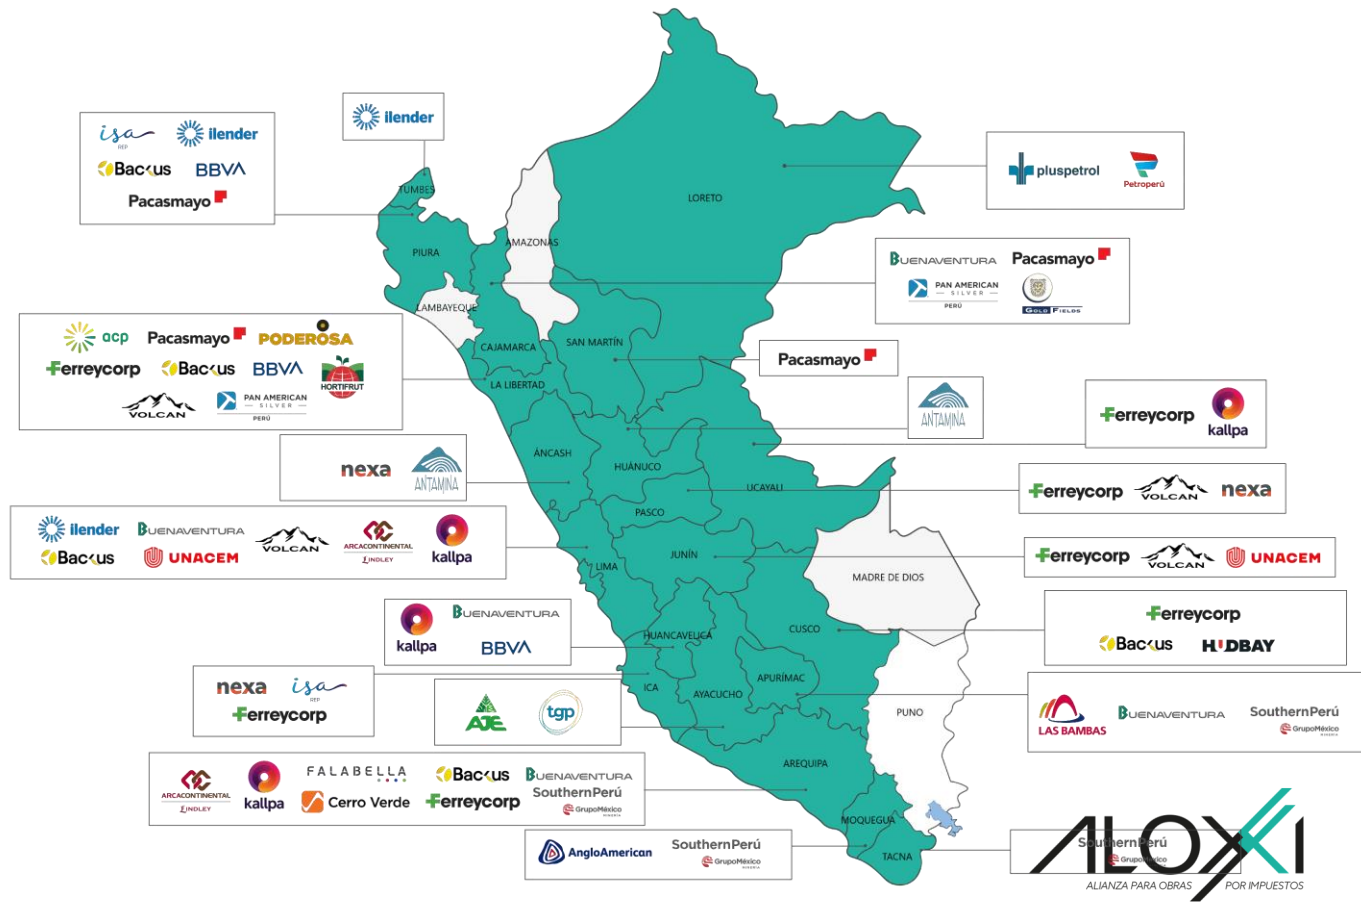 ilender
isa
REP
ilender
Backus
BBVA
Pacasmayo
pluspetrol
Petroperú
TUMBES
PIURA
LORETO
AMAZONAS
LAMBAYEQUE
BUENAVENTURA
Pacasmayo
PAN AMERICAN
— SILVER —
PERÚ
GOLD FIELDS
CAJAMARCA
SAN MARTÍN
LA LIBERTAD
acp
Pacasmayo
PODEROSA
Ferreycorp
Backus
BBVA
HORTIFRUT
VOLCAN
PAN AMERICAN
— SILVER —
PERÚ
Pacasmayo
ANTAMINA
Ferreycorp
kallpa
nexa
ANTAMINA
ÁNCASH
HUÁNUCO
UCAYALI
PASCO
Ferreycorp
VOLCAN
nexa
ilender
BUENAVENTURA
VOLCAN
ARCACONTINENTAL
LINDLEY
kallpa
Backus
UNACEM
LIMA
JUNÍN
Ferreycorp
VOLCAN
UNACEM
MADRE DE DIOS
kallpa
BUENAVENTURA
BBVA
HUANCAVELICA
CUSCO
Ferreycorp
Backus
HUDBAY
nexa
isa
REP
Ferreycorp
ICA
AYACUCHO
APURÍMAC
PUNO
AJE
tgp
LAS BAMBAS
BUENAVENTURA
SouthernPerú
GrupoMéxico
MINERÍA
ARCACONTINENTAL
LINDLEY
kallpa
FALABELLA
Cerro Verde
Backus
Ferreycorp
BUENAVENTURA
SouthernPerú
GrupoMéxico
MINERÍA
AREQUIPA
MOQUEGUA
TACNA
AngloAmerican
SouthernPerú
GrupoMéxico
MINERÍA
SouthernPerú
GrupoMéxico
ALOXI
ALIANZA PARA OBRAS POR IMPUESTOS